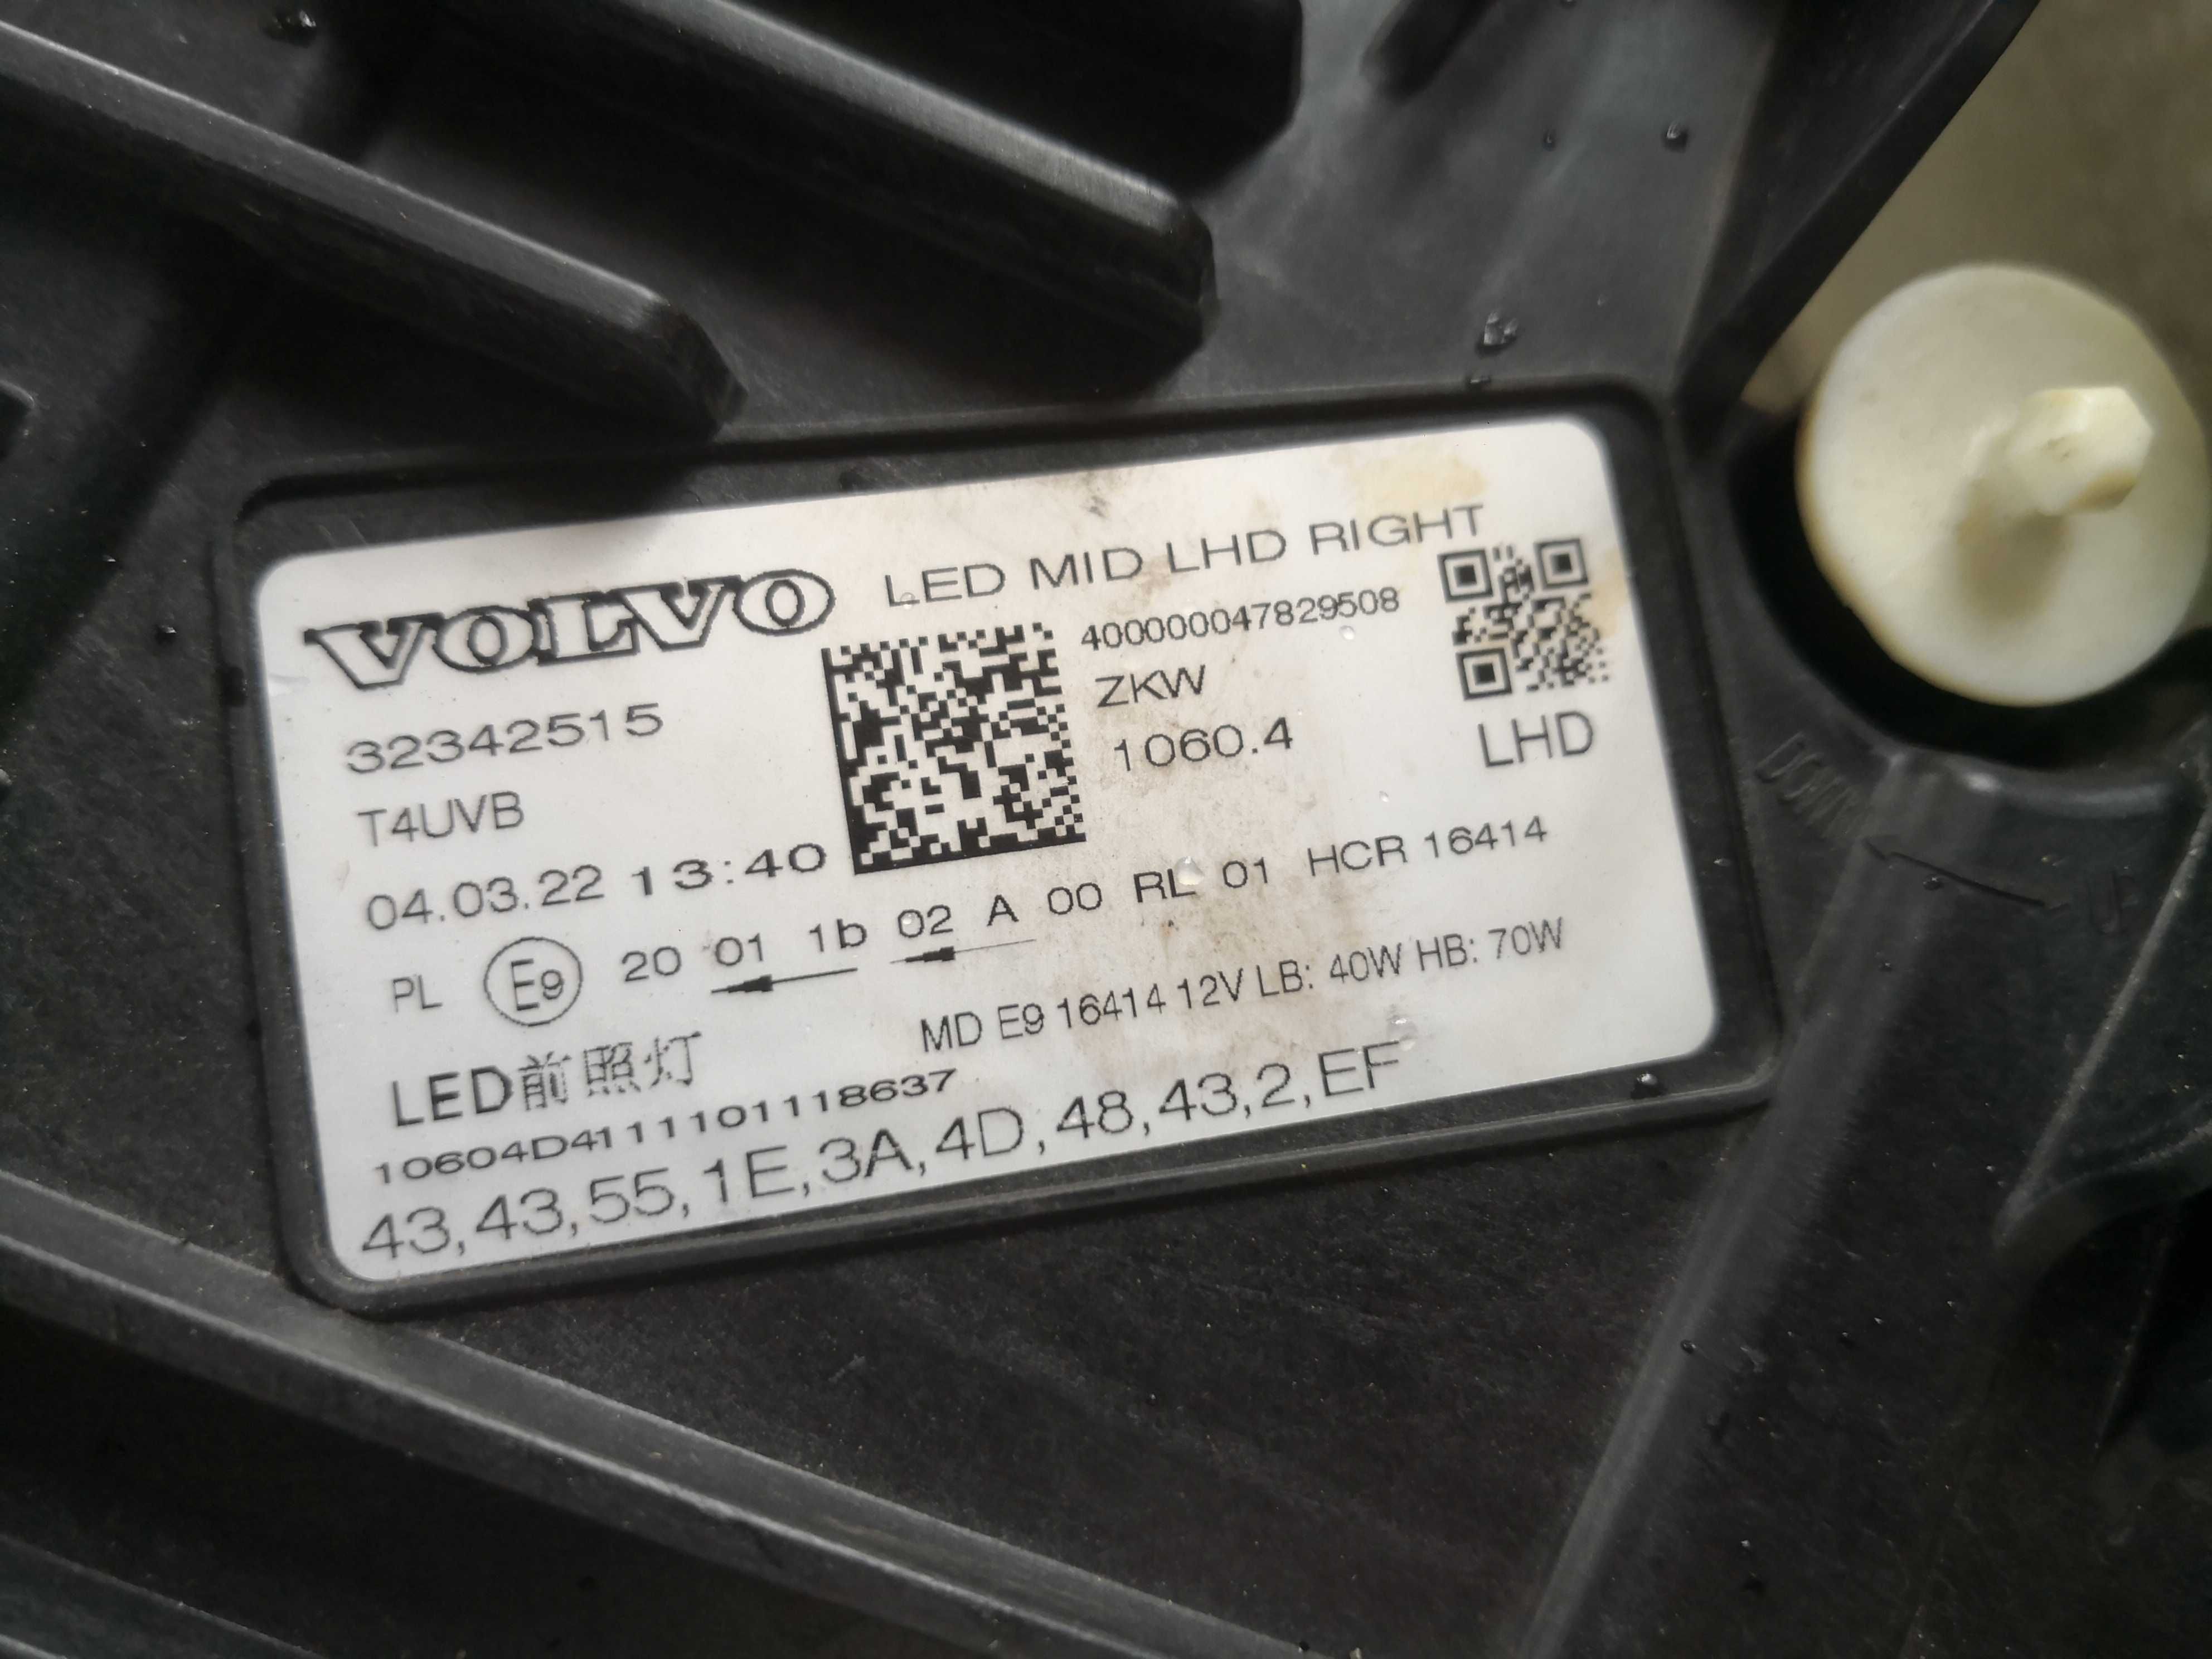 VOLVO LED MID LHD RIGHT
32342515
400000047829508
T4UVB
ZKW
1060.4
LHD
04.03.22 13:40
PL E9 20 01 1b 02 A 00 RL 01 HCR 16414
MD E9 16414 12V LB: 40W HB: 70W
LED前照灯
10604D4111101118637
43,43,55,1E,3A,4D,48,43,2,EF